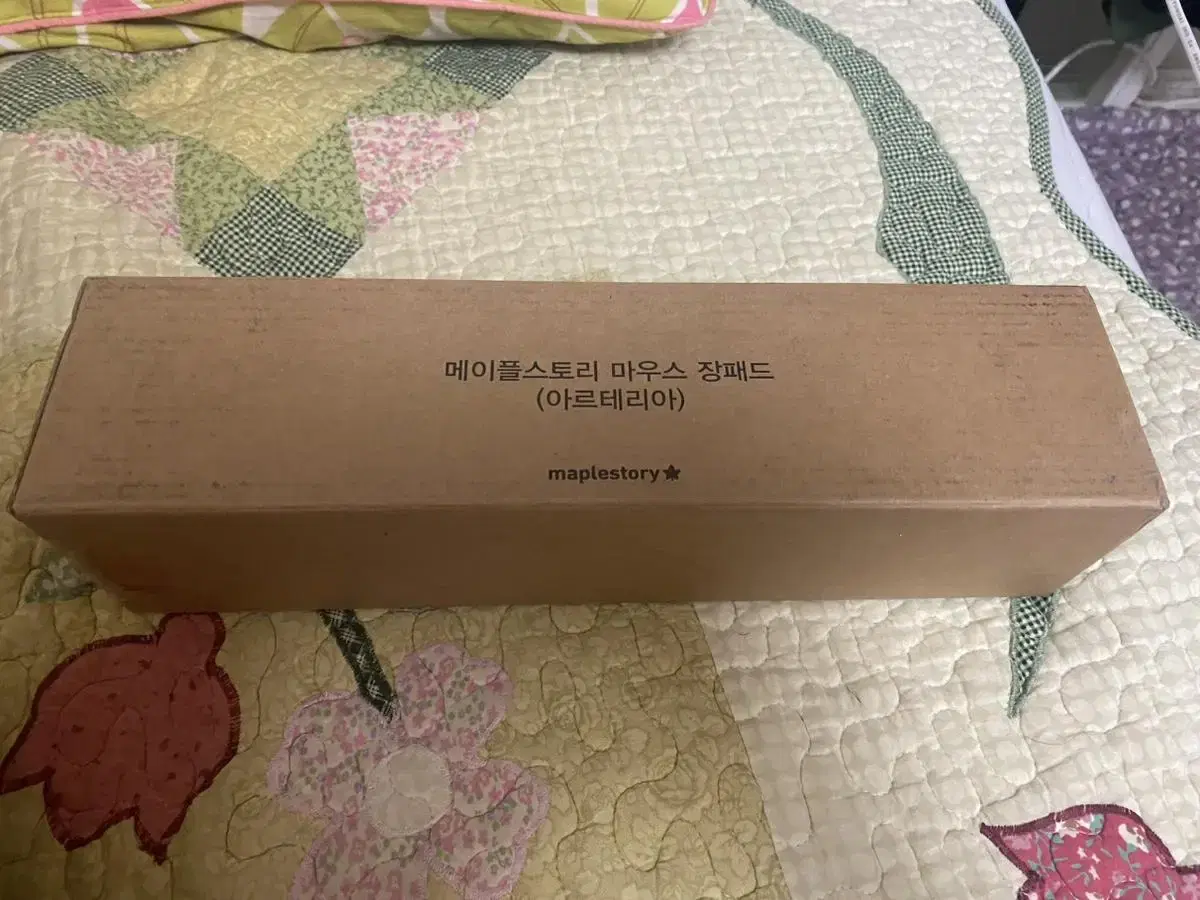 메이플스토리 마우스 장패드
(아르테리아)
maplestory